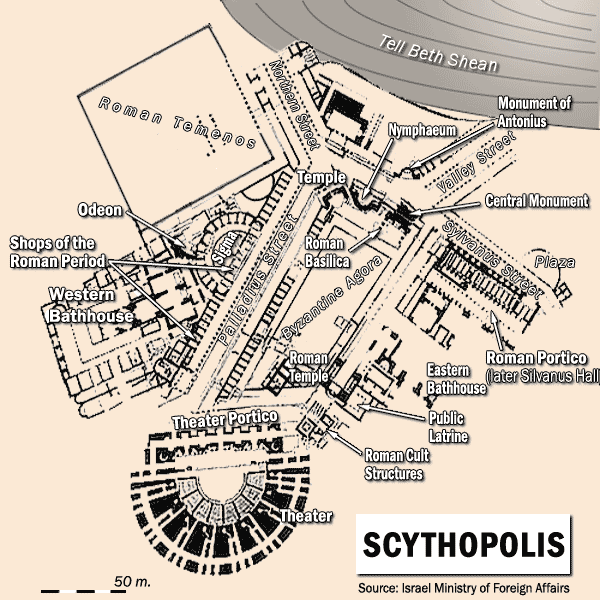 Tell Beth Shean
Roman Temenos
Northern Street
Monument of
Antonius
Nymphaeum
Valley Street
Temple
Central Monument
Odeon
Shops of the
Roman Period
Sigma
Palladius Street
Roman
Basilica
Sylvanus Street
Plaza
Western
Bathhouse
Byzantine Agora
Roman
Temple
Eastern
Bathhouse
Roman Portico
(later Silvanus Hall)
Theater Portico
Public
Latrine
Roman Cult
Structures
Theater
SCYTHOPOLIS
50 m.
Source: Israel Ministry of Foreign Affairs